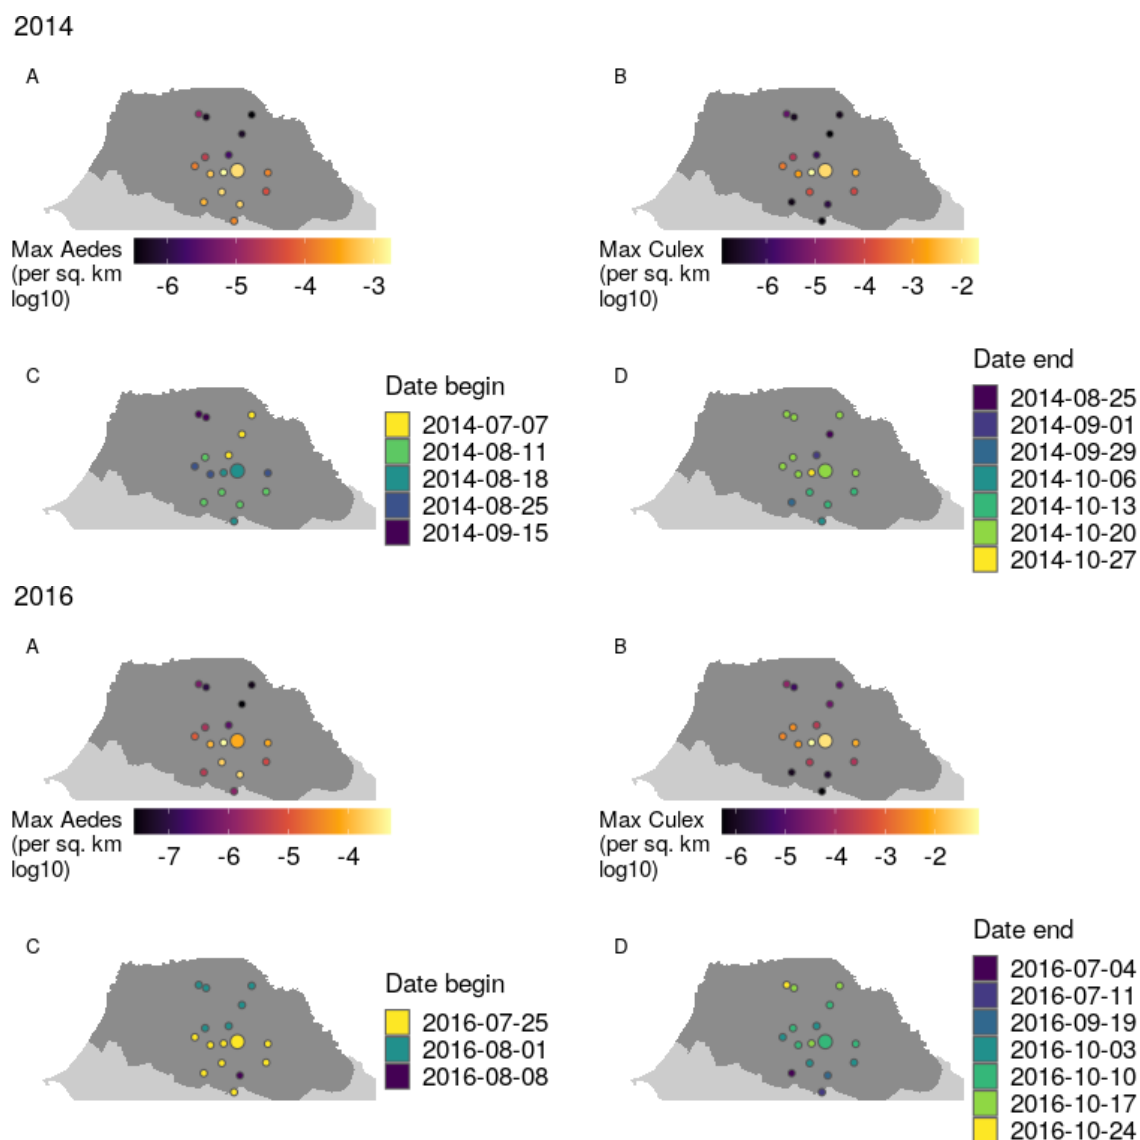 2014
A
B
Max Aedes
(per sq. km
log10)
-6 -5 -4 -3
Max Culex
(per sq. km
log10)
-6 -5 -4 -3 -2
C
Date begin
2014-07-07
2014-08-11
2014-08-18
2014-08-25
2014-09-15
D
Date end
2014-08-25
2014-09-01
2014-09-29
2014-10-06
2014-10-13
2014-10-20
2014-10-27
2016
A
B
Max Aedes
(per sq. km
log10)
-7 -6 -5 -4
Max Culex
(per sq. km
log10)
-6 -5 -4 -3 -2
C
Date begin
2016-07-25
2016-08-01
2016-08-08
D
Date end
2016-07-04
2016-07-11
2016-09-19
2016-10-03
2016-10-10
2016-10-17
2016-10-24